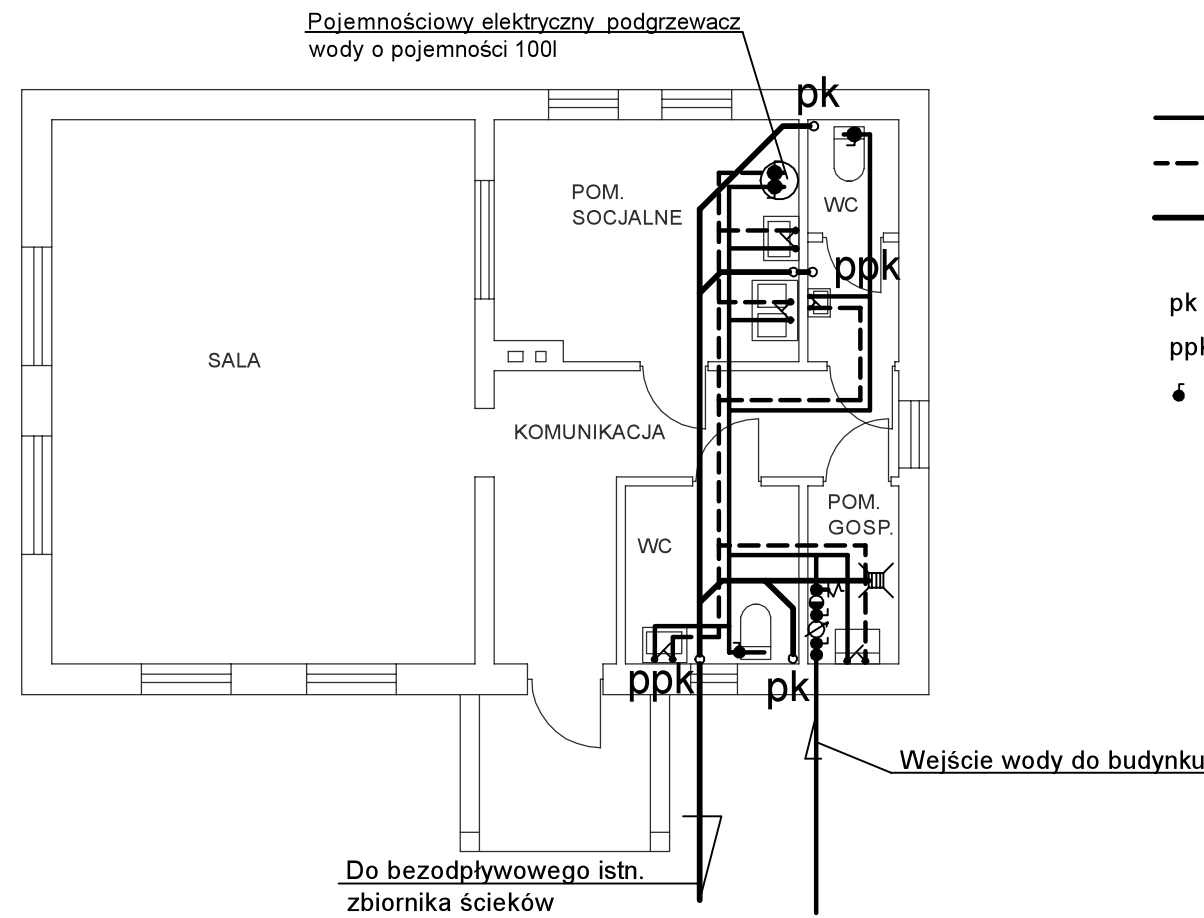 Pojemnościowy elektryczny podgrzewacz
wody o pojemności 100l
pk
POM.
SOCJALNE
WC
ppk
pk
ppk
SALA
KOMUNIKACJA
POM.
GOSP.
WC
ppk
pk
Wejście wody do budynku
Do bezodpływowego istn.
zbiornika ścieków